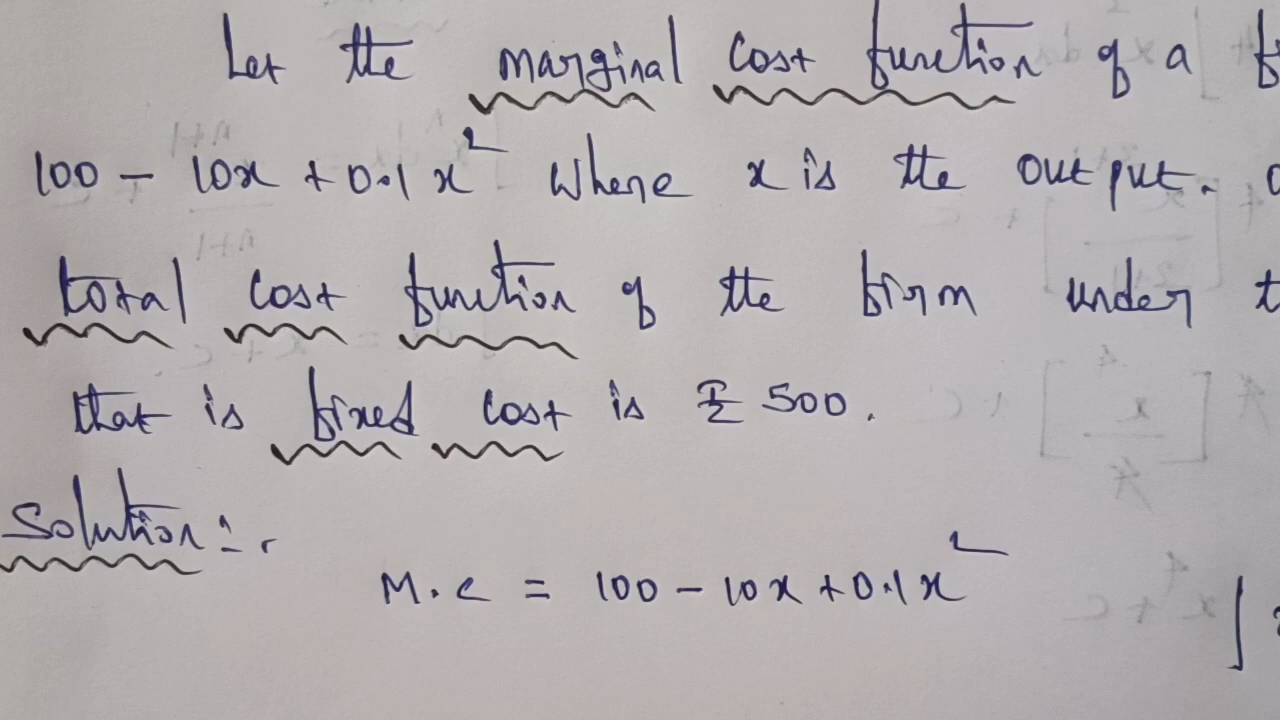 Let the marginal cost function of a
100 - 10x + 0.1x² where x is the output.
total cost function of the firm under
that is fixed cost is ₹ 500.
Solution:-
M.C = 100 - 10x + 0.1x²